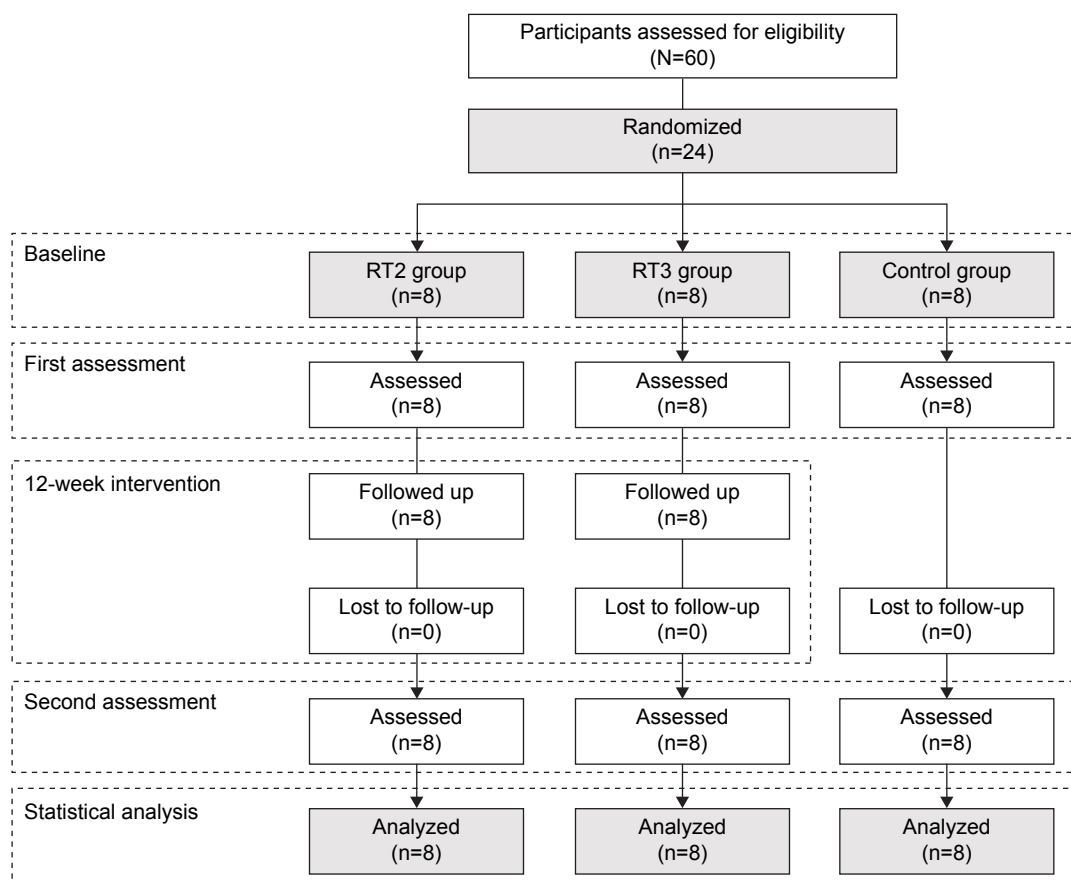 Participants assessed for eligibility
(N=60)
Randomized
(n=24)
Baseline
RT2 group
(n=8)
RT3 group
(n=8)
Control group
(n=8)
First assessment
Assessed
(n=8)
Assessed
(n=8)
Assessed
(n=8)
12-week intervention
Followed up
(n=8)
Followed up
(n=8)
Lost to follow-up
(n=0)
Lost to follow-up
(n=0)
Lost to follow-up
(n=0)
Second assessment
Assessed
(n=8)
Assessed
(n=8)
Assessed
(n=8)
Statistical analysis
Analyzed
(n=8)
Analyzed
(n=8)
Analyzed
(n=8)